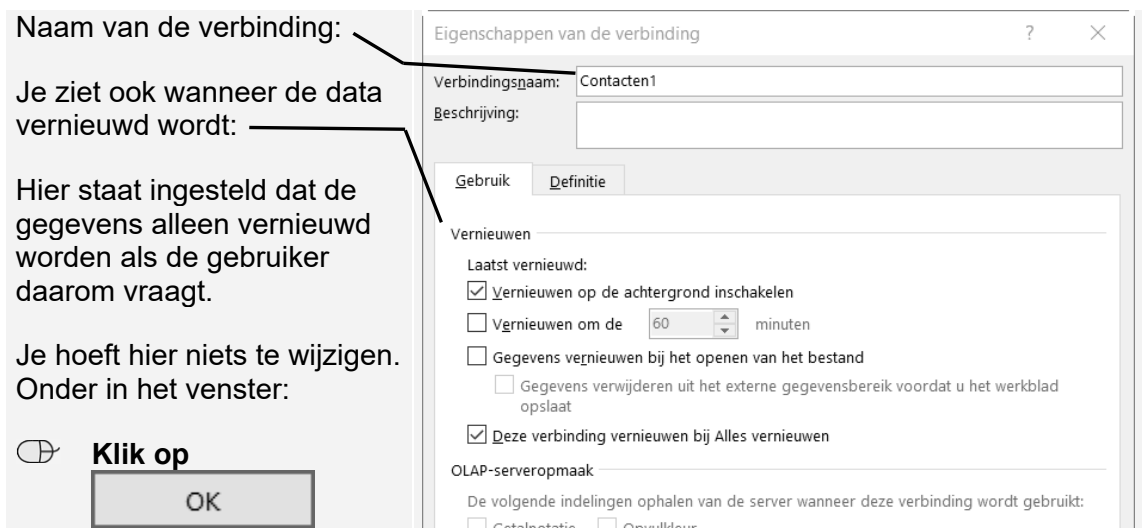 Naam van de verbinding:
Je ziet ook wanneer de data
vernieuwd wordt:
Hier staat ingesteld dat de
gegevens alleen vernieuwd
worden als de gebruiker
daarom vraagt.
Je hoeft hier niets te wijzigen.
Onder in het venster:
Klik op
OK
Eigenschappen van de verbinding
Verbindingsnaam: Contacten1
Beschrijving:
Gebruik Definitie
Vernieuwen
Laatst vernieuwd:
Vernieuwen op de achtergrond inschakelen
Vernieuwen om de 60 minuten
Gegevens vernieuwen bij het openen van het bestand
Gegevens verwijderen uit het externe gegevensbereik voordat u het werkblad
opslaat
Deze verbinding vernieuwen bij Alles vernieuwen
OLAP-serveropmaak
De volgende indelingen ophalen van de server wanneer deze verbinding wordt gebruikt:
Getalnotatie Opvulkleur